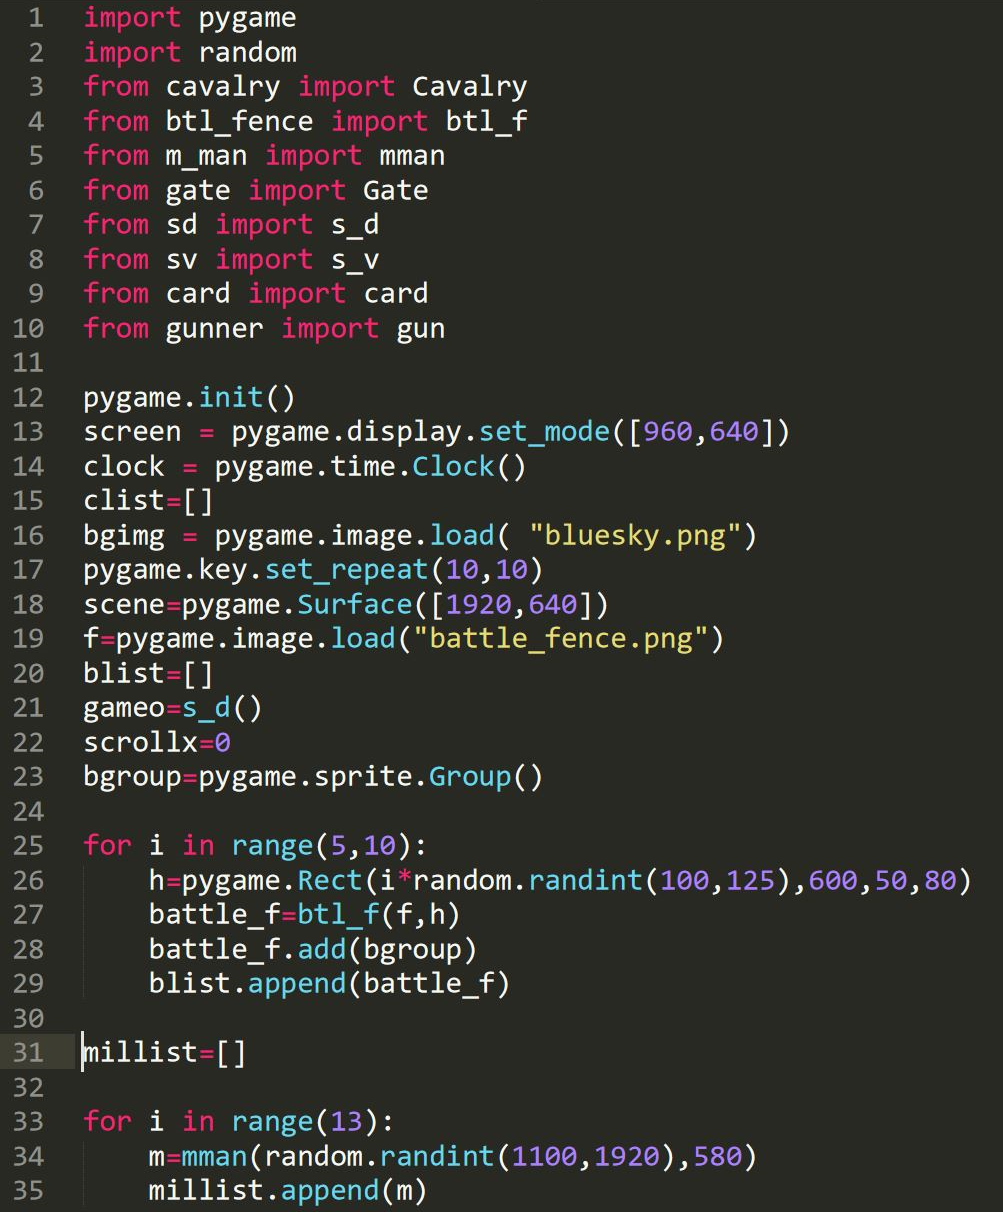 1 import pygame
2 import random
3 from cavalry import Cavalry
4 from btl_fence import btl_f
5 from m_man import mman
6 from gate import Gate
7 from sd import s_d
8 from sv import s_v
9 from card import card
10 from gunner import gun
11
12 pygame.init()
13 screen = pygame.display.set_mode([960,640])
14 clock = pygame.time.Clock()
15 clist=[]
16 bgimg = pygame.image.load( "bluesky.png")
17 pygame.key.set_repeat(10,10)
18 scene=pygame.Surface([1920,640])
19 f=pygame.image.load("battle_fence.png")
20 blist=[]
21 gameo=s_d()
22 scrollx=0
23 bgroup=pygame.sprite.Group()
24
25 for i in range(5,10):
26     h=pygame.Rect(i*random.randint(100,125),600,50,80)
27     battle_f=btl_f(f,h)
28     battle_f.add(bgroup)
29     blist.append(battle_f)
30
31 millist=[]
32
33 for i in range(13):
34     m=mman(random.randint(1100,1920),580)
35     millist.append(m)